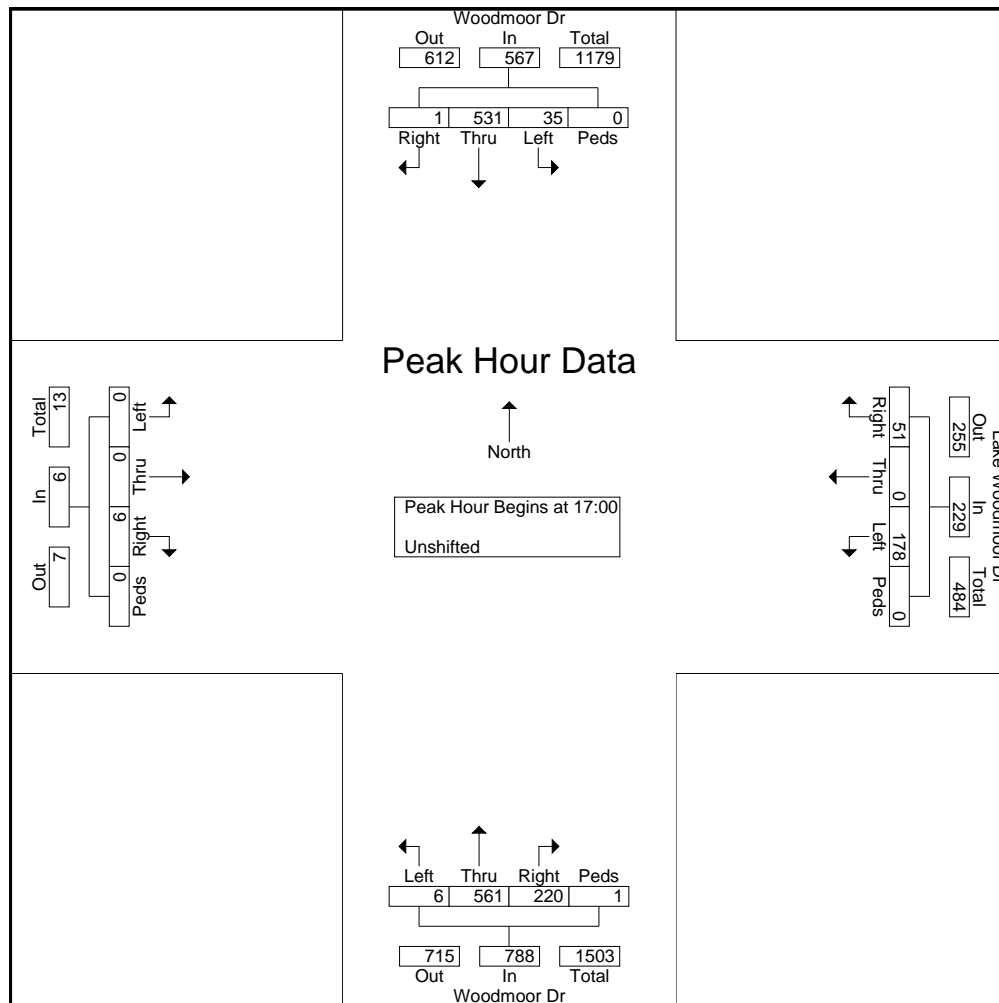 Woodmoor Dr
Out In Total
612 567 1179
1 531 35 0
Right Thru Left Peds
Peak Hour Data
North
Peak Hour Begins at 17:00
Unshifted
Total In Out
13 6 7
0 0 6 0
Left Thru Right Peds
Lake Woodmoor Dr
Out In Total
255 229 484
51 0 178 0
Right Thru Left Peds
Left Thru Right Peds
6 561 220 1
715 788 1503
Out In Total
Woodmoor Dr